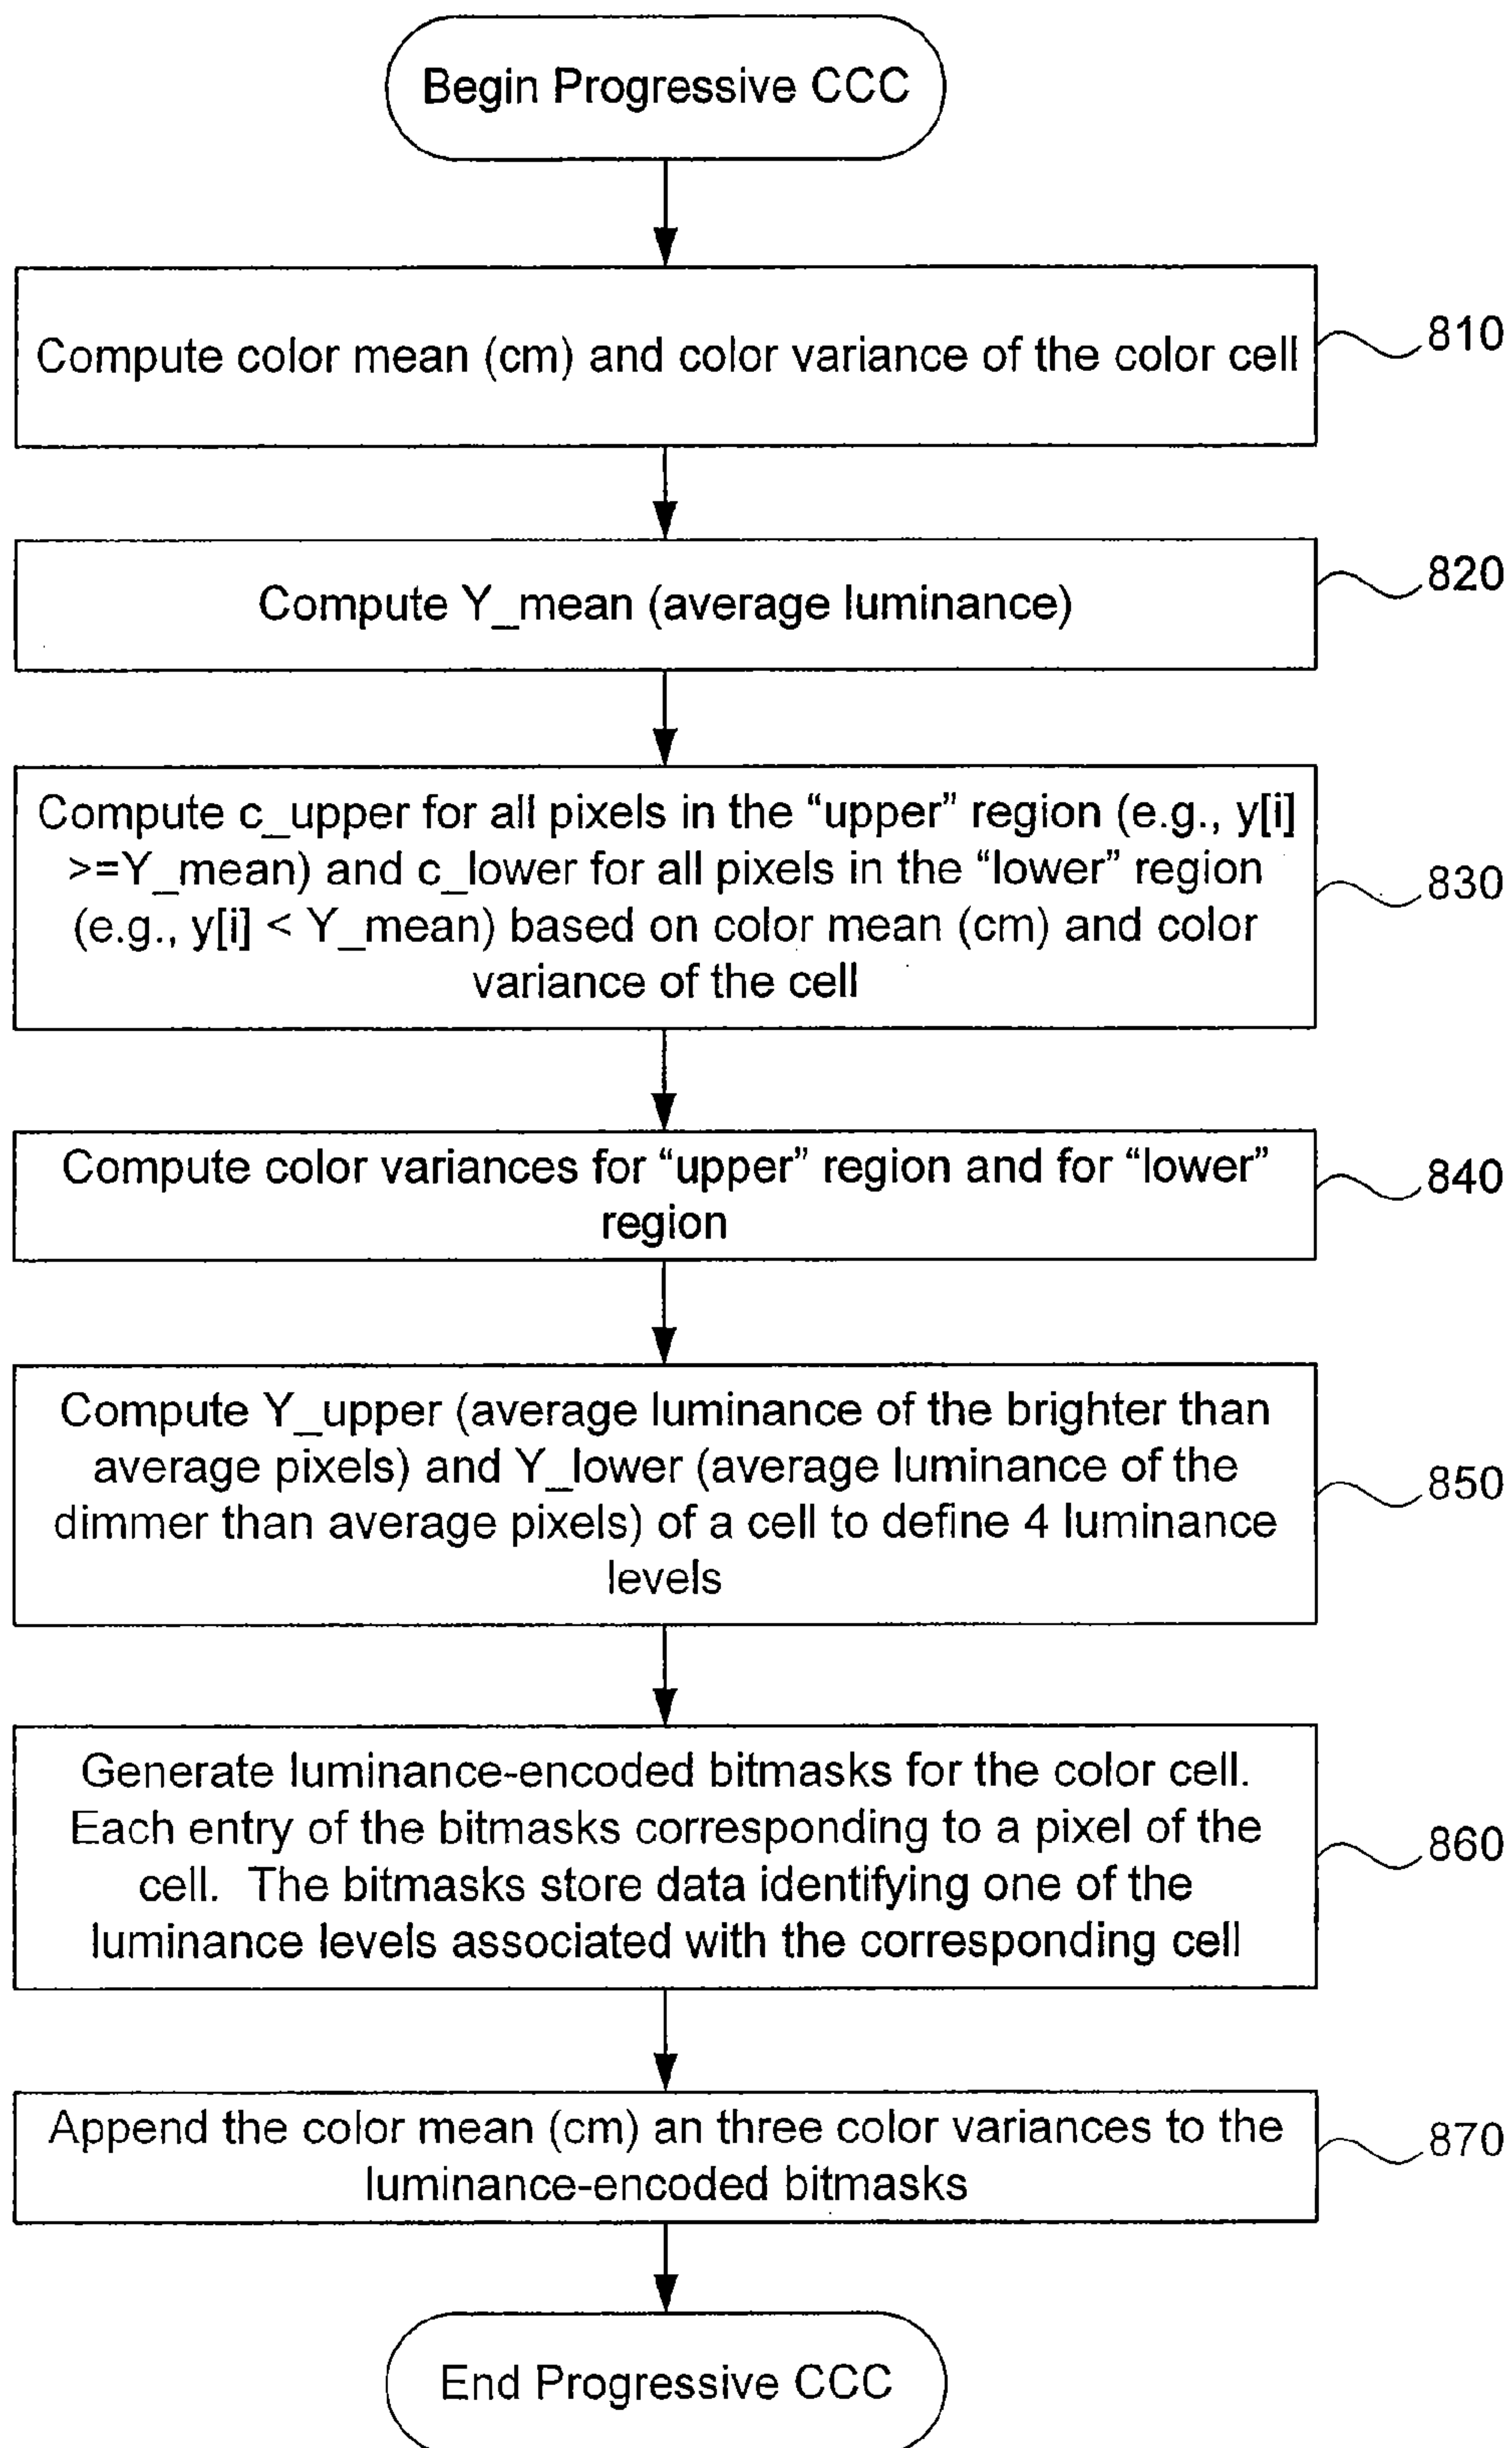 Begin Progressive CCC
Compute color mean (cm) and color variance of the color cell
810
Compute Y_mean (average luminance)
820
Compute c_upper for all pixels in the “upper” region (e.g., y[i]
>=Y_mean) and c_lower for all pixels in the “lower” region
(e.g., y[i] < Y_mean) based on color mean (cm) and color
variance of the cell
830
Compute color variances for “upper” region and for “lower”
region
840
Compute Y_upper (average luminance of the brighter than
average pixels) and Y_lower (average luminance of the
dimmer than average pixels) of a cell to define 4 luminance
levels
850
Generate luminance-encoded bitmasks for the color cell.
Each entry of the bitmasks corresponding to a pixel of the
cell.  The bitmasks store data identifying one of the
luminance levels associated with the corresponding cell
860
Append the color mean (cm) an three color variances to the
luminance-encoded bitmasks
870
End Progressive CCC